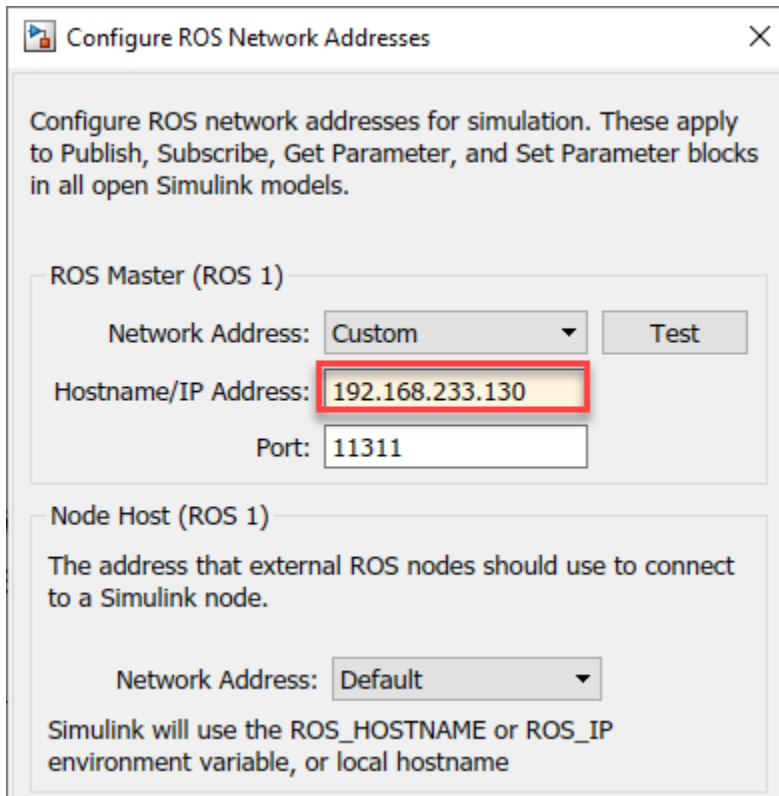 Configure ROS Network Addresses
Configure ROS network addresses for simulation. These apply
to Publish, Subscribe, Get Parameter, and Set Parameter blocks
in all open Simulink models.
ROS Master (ROS 1)
Network Address: Custom Test
Hostname/IP Address: 192.168.233.130
Port: 11311
Node Host (ROS 1)
The address that external ROS nodes should use to connect
to a Simulink node.
Network Address: Default
Simulink will use the ROS_HOSTNAME or ROS_IP
environment variable, or local hostname